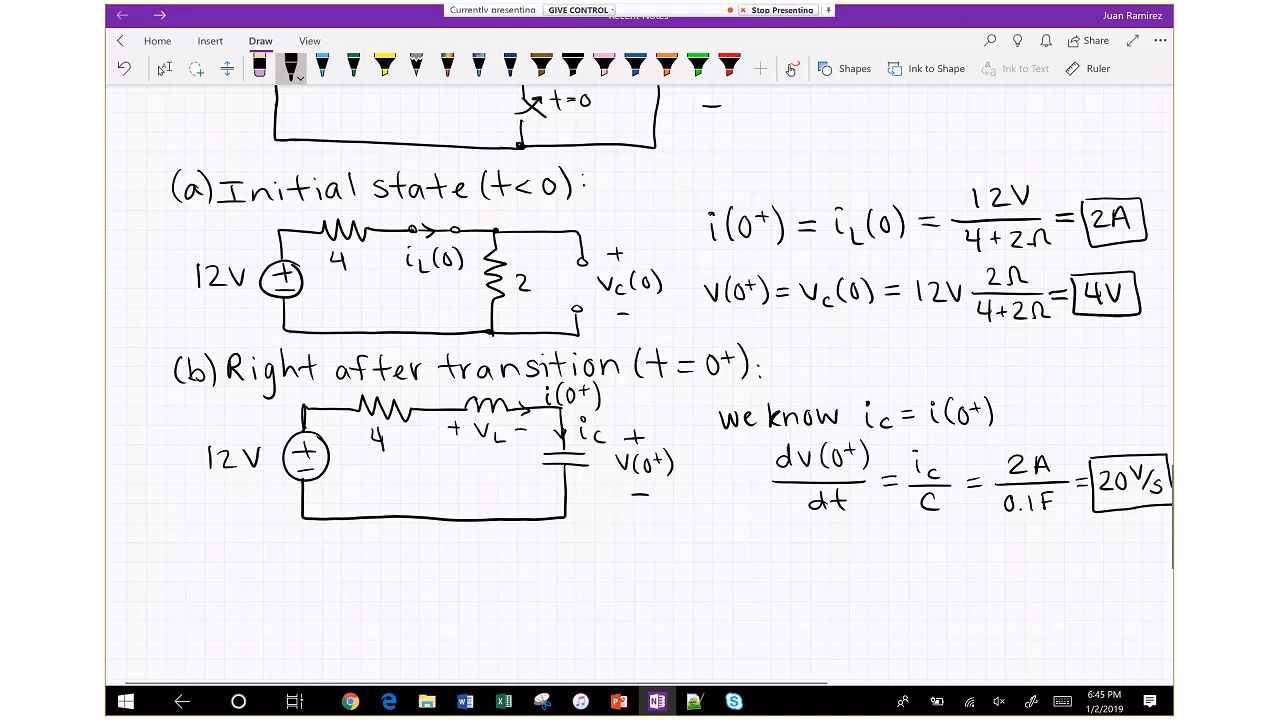 Currently presenting GIVE CONTROL Stop Presenting
Recent Notes
Juan Ramirez
Home Insert Draw View
Share
Shapes Ink to Shape Ink to Text Ruler
t=0
−
(a) Initial state (t<0):
12V + − 4 iL(0) 2 + vc(0) −
i(0+) = iL(0) = 12V / 4+2Ω = 2A
v(0+) = vc(0) = 12V 2Ω / 4+2Ω = 4V
(b) Right after transition (t=0+):
12V + − 4 + VL − i(0+) ic + v(0+) −
we know ic = i(0+)
dv(0+) / dt = ic / C = 2A / 0.1F = 20 V/s
6:45 PM
1/2/2019